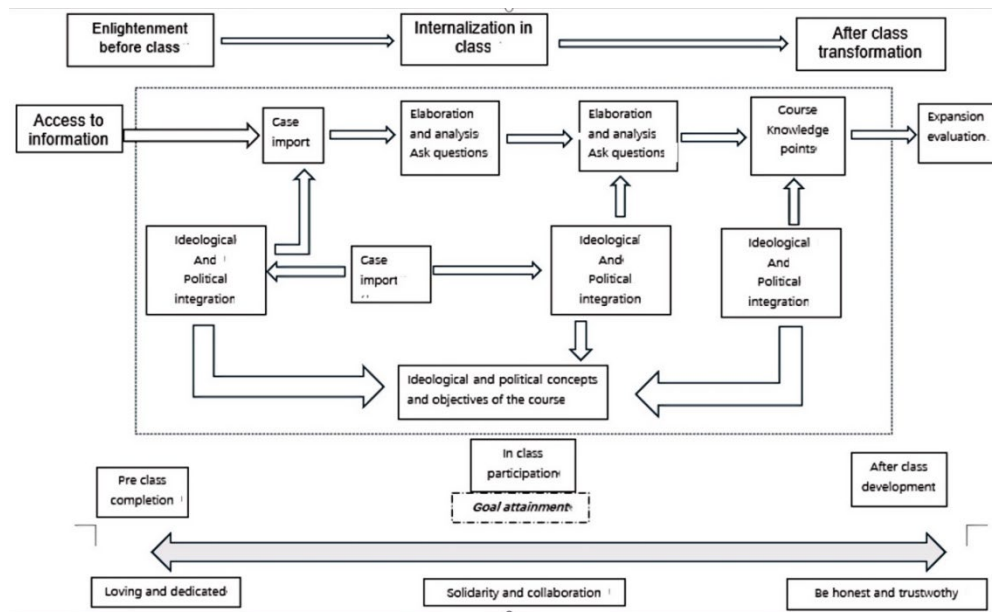 Enlightenment
before class
Internalization in
class
After class
transformation
Access to
information
Case
import
Elaboration
and analysis
Ask questions
Elaboration
and analysis
Ask questions
Course
Knowledge
points
Expansion
evaluation
Ideological
And
Political
integration
Case
import
Ideological
And
Political
integration
Ideological
And
Political
integration
Ideological and political concepts
and objectives of the course
Pre class
completion
In class
participation
After class
development
Goal attainment
Loving and dedicated
Solidarity and collaboration
Be honest and trustworthy